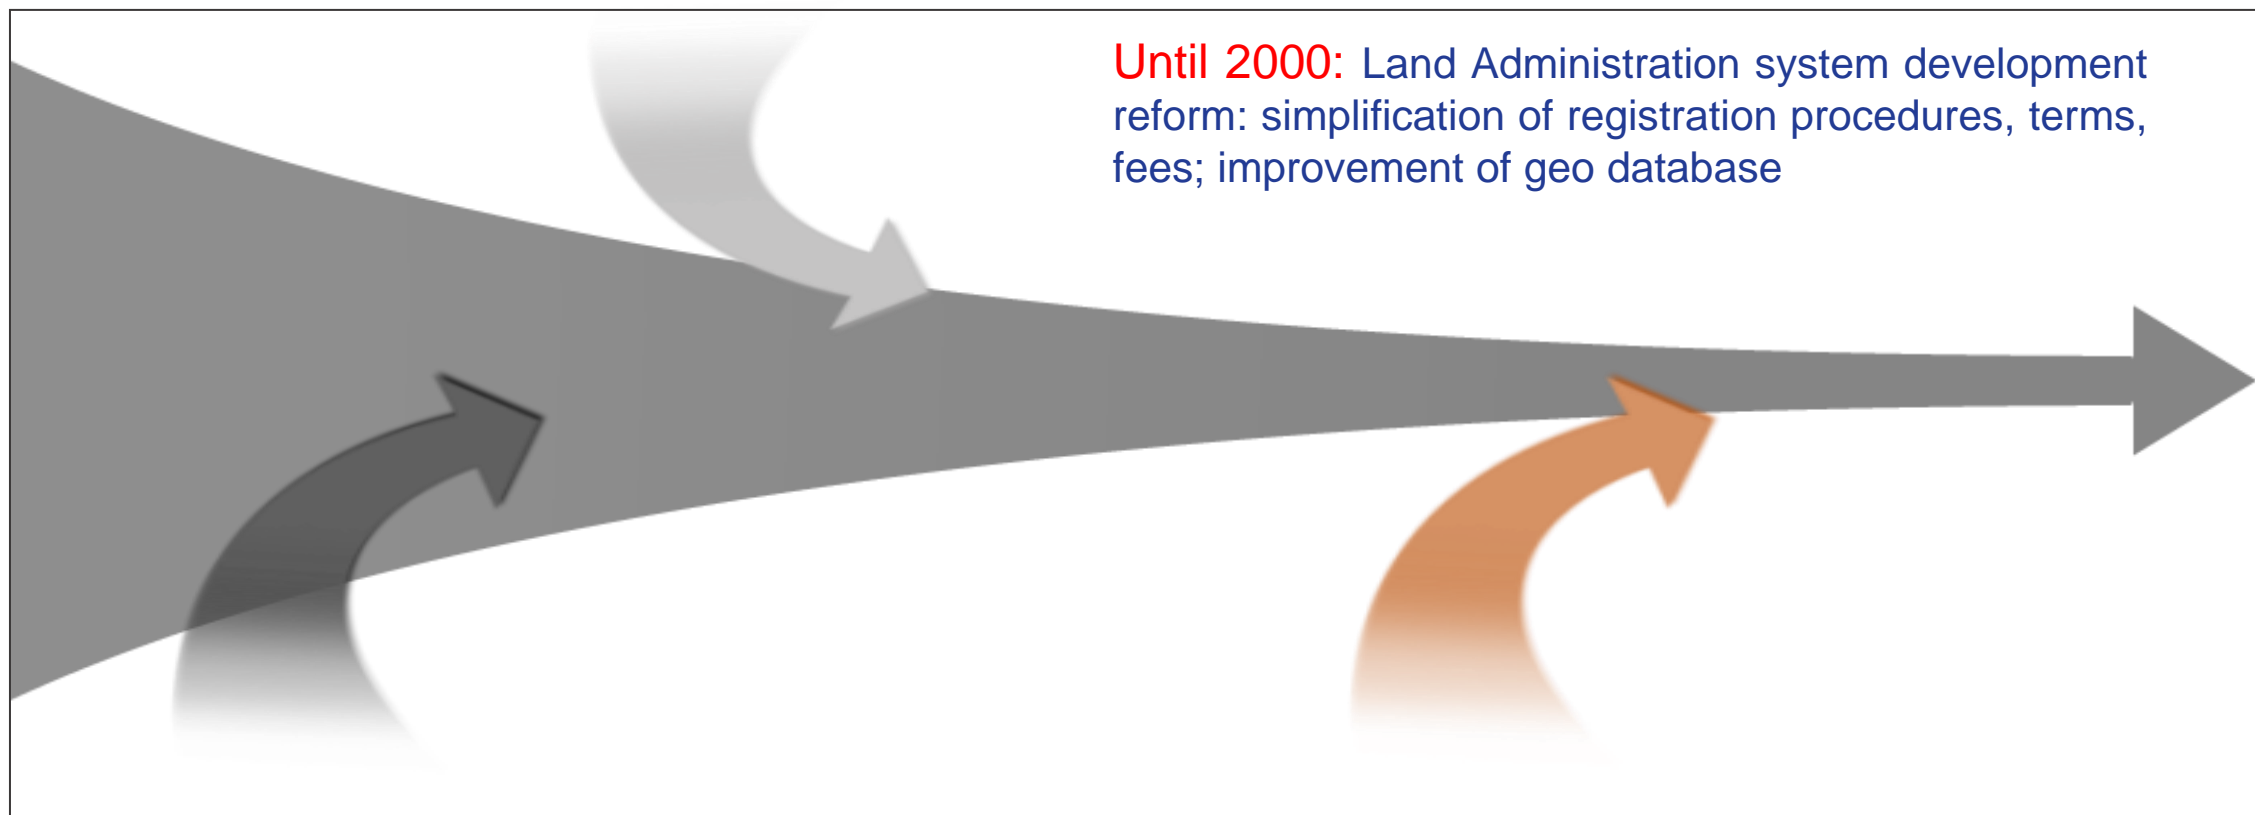 Until 2000: Land Administration system development
reform: simplification of registration procedures, terms,
fees; improvement of geo database